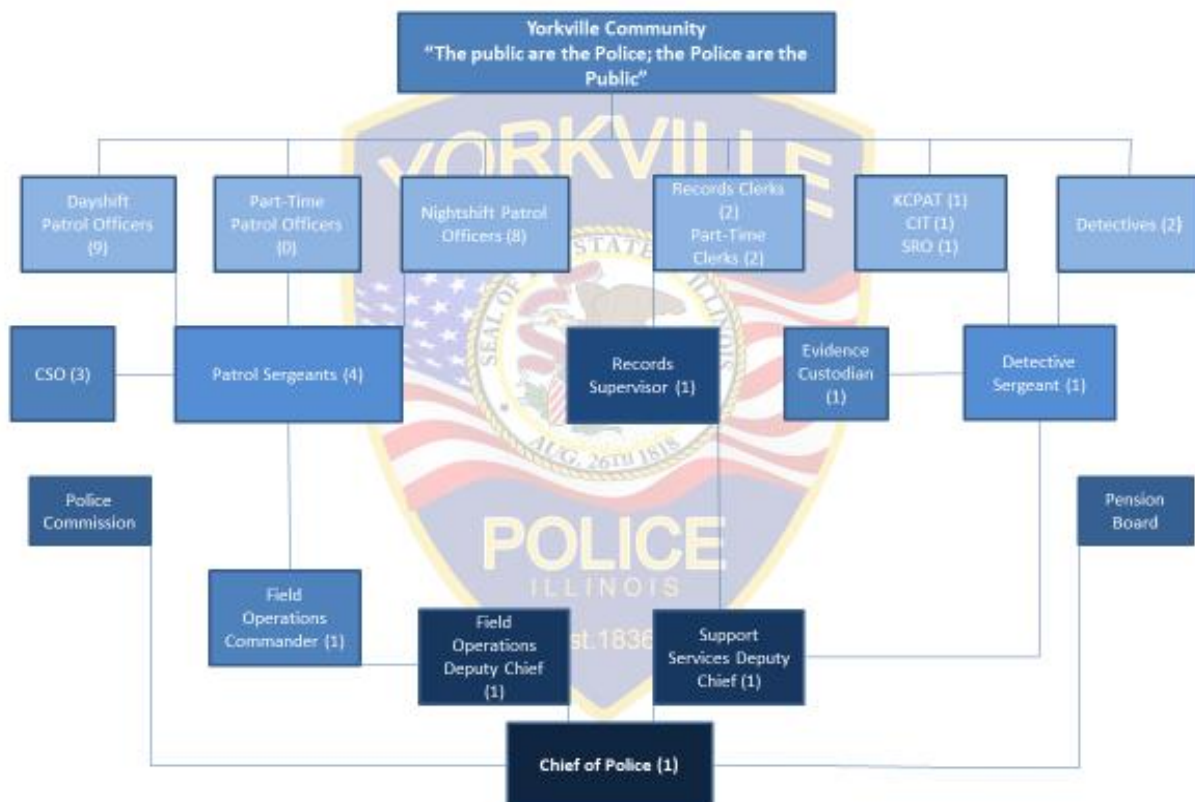 Yorkville Community
“The public are the Police; the Police are the
Public”
YORKVILLE
Dayshift
Patrol Officers
(9)
Part-Time
Patrol Officers
(0)
Nightshift Patrol
Officers (8)
Records Clerks
(2)
Part-Time
Clerks (2)
KCPAT (1)
CIT (1)
SRO (1)
Detectives (2)
SEAL OF STATE ILLINOIS
AUG. 26TH 1818
CSO (3)
Patrol Sergeants (4)
Records
Supervisor (1)
Evidence
Custodian
(1)
Detective
Sergeant (1)
Police
Commission
Pension
Board
POLICE
ILLINOIS
st.1836
Field
Operations
Commander (1)
Field
Operations
Deputy Chief
(1)
Support
Services Deputy
Chief (1)
Chief of Police (1)